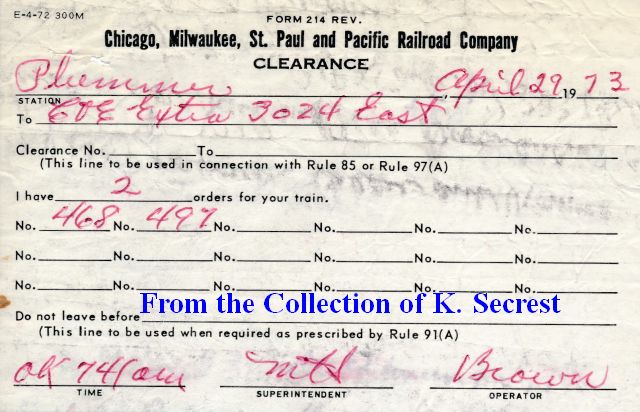 E-4-72 300M
FORM 214 REV.
Chicago, Milwaukee, St. Paul and Pacific Railroad Company
CLEARANCE
Plummer, April 29 1973
STATION
To C&E Extra 3024 East
Clearance No. To
(This line to be used in connection with Rule 85 or Rule 97(A)
I have 2 orders for your train.
No. 468 No. 497 No. No. No. No.
No. No. No. No. No. No.
No. No. No. No. No. No.
From the Collection of K. Secrest
Do not leave before
(This line to be used when required as prescribed by Rule 91(A)
OK 741am MH Brown
TIME SUPERINTENDENT OPERATOR